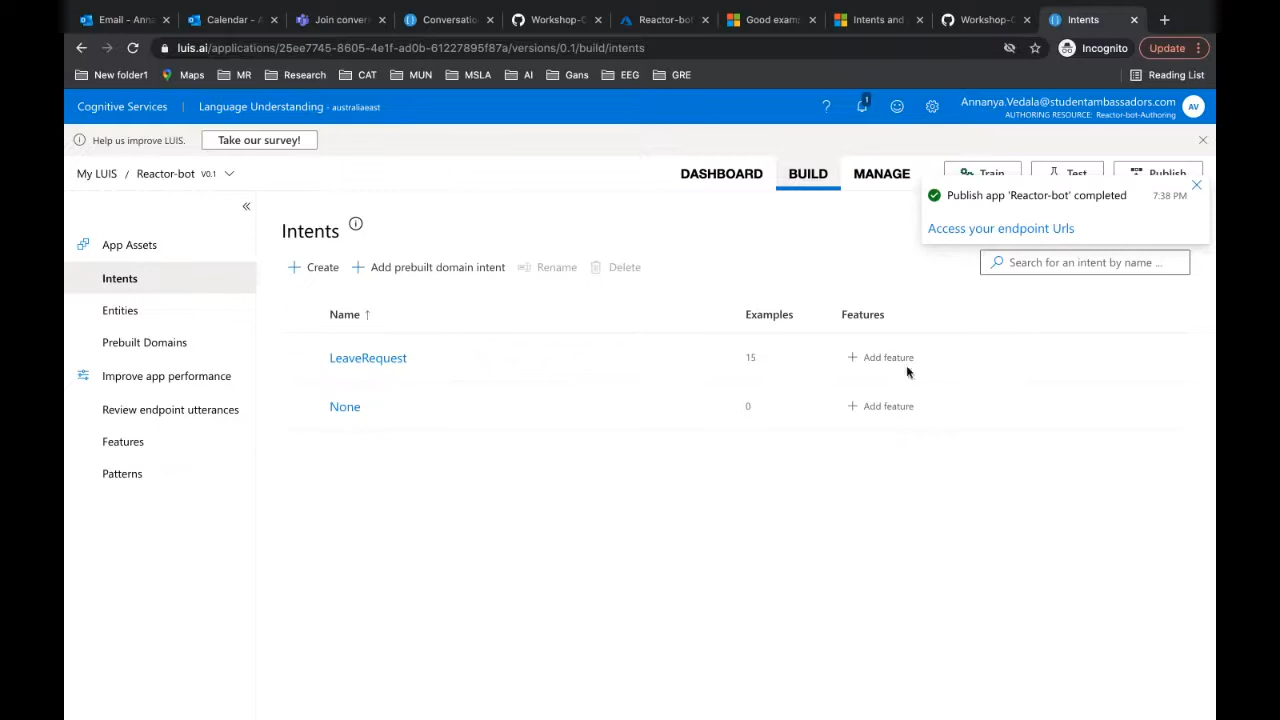 Email - Anna
Calendar - A
Join conver
Conversatio
Workshop-C
Reactor-bot
Good exam
Intents and
Workshop-C
Intents
luis.ai/applications/25ee7745-8605-4e1f-ad0b-61227895f87a/versions/0.1/build/intents
Incognito
Update
New folder1
Maps
MR
Research
CAT
MUN
MSLA
AI
Gans
EEG
GRE
Reading List
Cognitive Services | Language Understanding - australiaeast
? 1
Annanya.Vedala@studentambassadors.com
AUTHORING RESOURCE: Reactor-bot-Authoring
AV
Help us improve LUIS. Take our survey!
My LUIS / Reactor-bot V0.1
DASHBOARD BUILD MANAGE Train Test Publish
Publish app 'Reactor-bot' completed 7:38 PM
Access your endpoint Urls
App Assets
Intents
Entities
Prebuilt Domains
Improve app performance
Review endpoint utterances
Features
Patterns
Intents
+ Create + Add prebuilt domain intent Rename Delete
Search for an intent by name ...
Name ↑ Examples Features
LeaveRequest 15 + Add feature
None 0 + Add feature